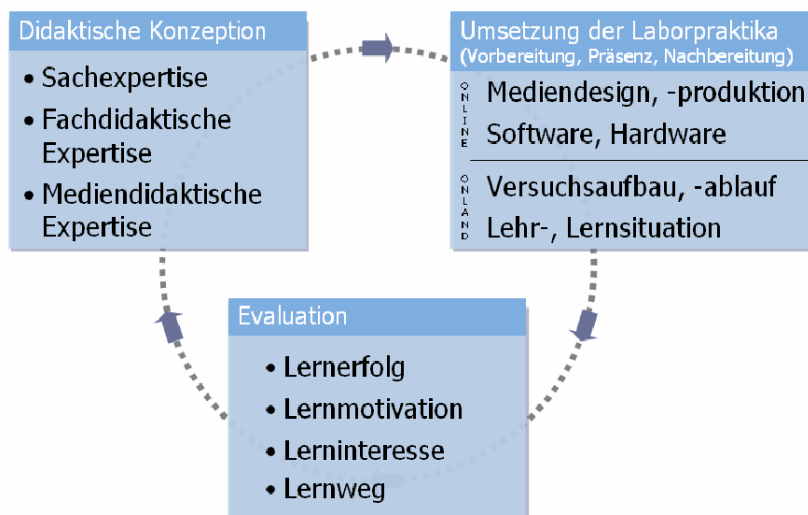 Didaktische Konzeption
• Sachexpertise
• Fachdidaktische
Expertise
• Mediendidaktische
Expertise
Umsetzung der Laborpraktika
(Vorbereitung, Präsenz, Nachbereitung)
ONLINE
Mediendesign, -produktion
Software, Hardware
ONLAND
Versuchsaufbau, -ablauf
Lehr-, Lernsituation
Evaluation
• Lernerfolg
• Lernmotivation
• Lerninteresse
• Lernweg